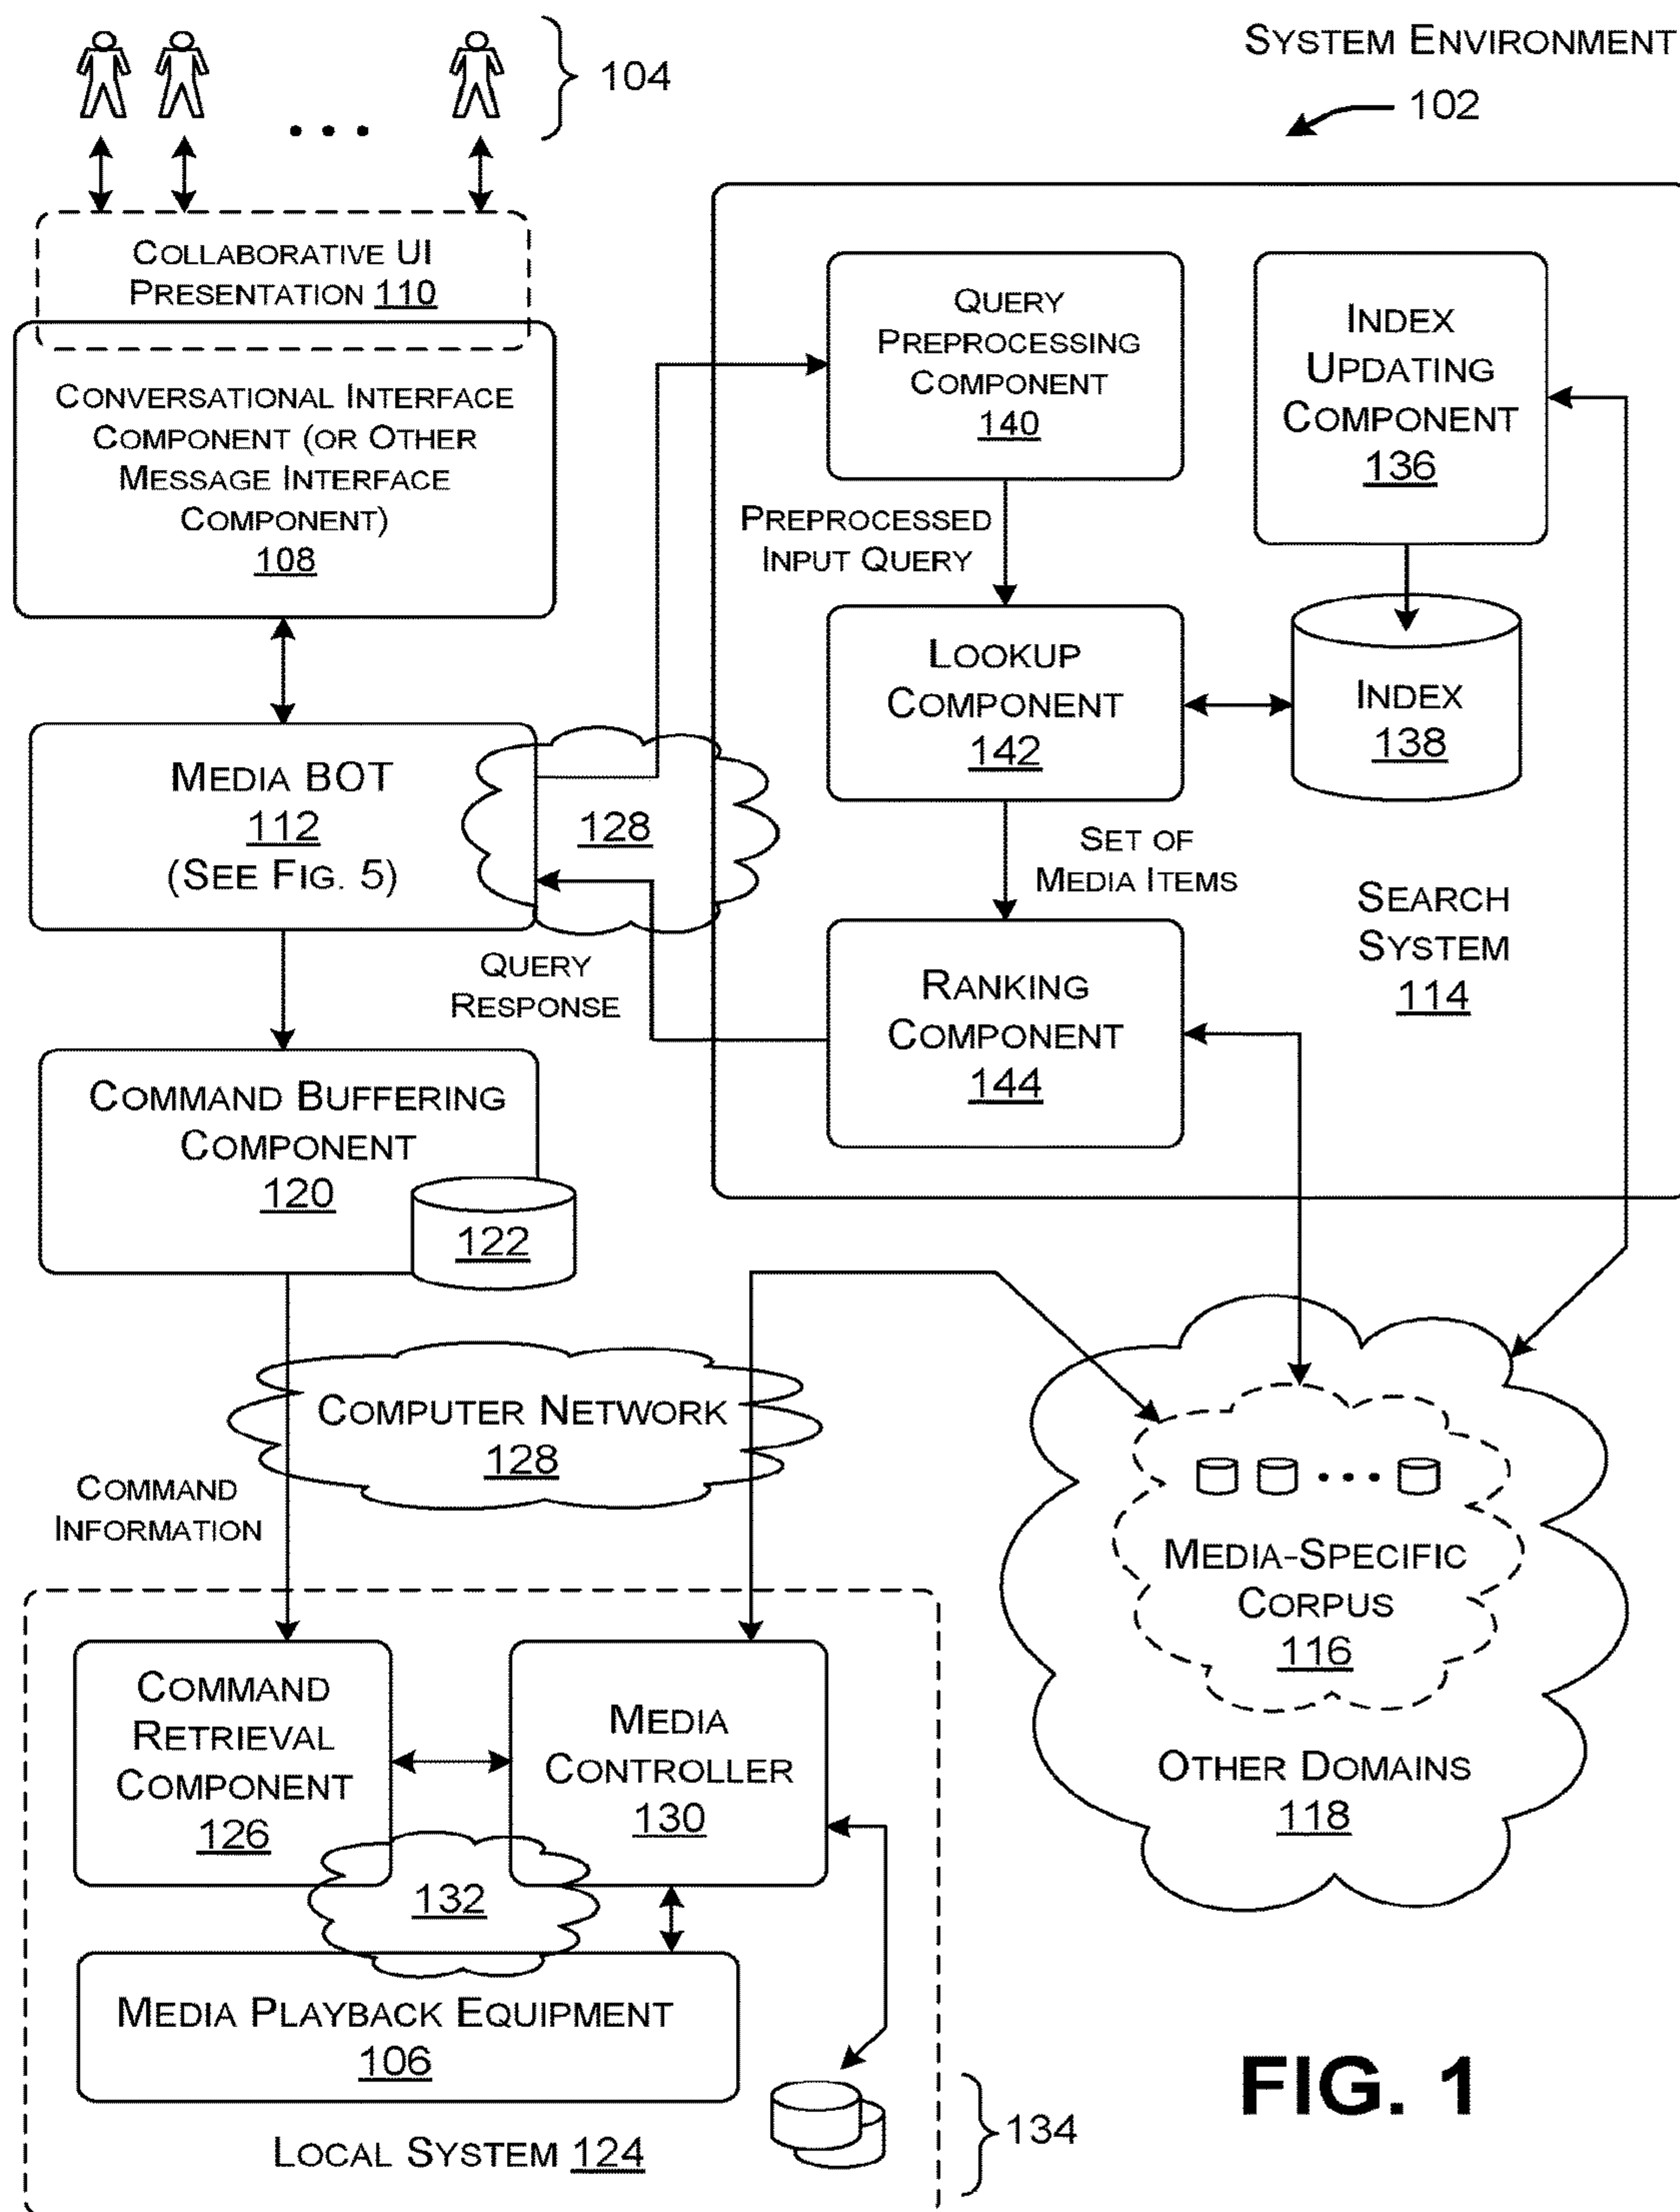 104
SYSTEM ENVIRONMENT
102
COLLABORATIVE UI
PRESENTATION 110
CONVERSATIONAL INTERFACE
COMPONENT (OR OTHER
MESSAGE INTERFACE
COMPONENT)
108
MEDIA BOT
112
(SEE FIG. 5)
128
QUERY
RESPONSE
QUERY
PREPROCESSING
COMPONENT
140
PREPROCESSED
INPUT QUERY
LOOKUP
COMPONENT
142
SET OF
MEDIA ITEMS
RANKING
COMPONENT
144
INDEX
UPDATING
COMPONENT
136
INDEX
138
SEARCH
SYSTEM
114
COMMAND BUFFERING
COMPONENT
120
122
COMPUTER NETWORK
128
COMMAND
INFORMATION
MEDIA-SPECIFIC
CORPUS
116
OTHER DOMAINS
118
COMMAND
RETRIEVAL
COMPONENT
126
MEDIA
CONTROLLER
130
132
MEDIA PLAYBACK EQUIPMENT
106
LOCAL SYSTEM 124
134
FIG. 1